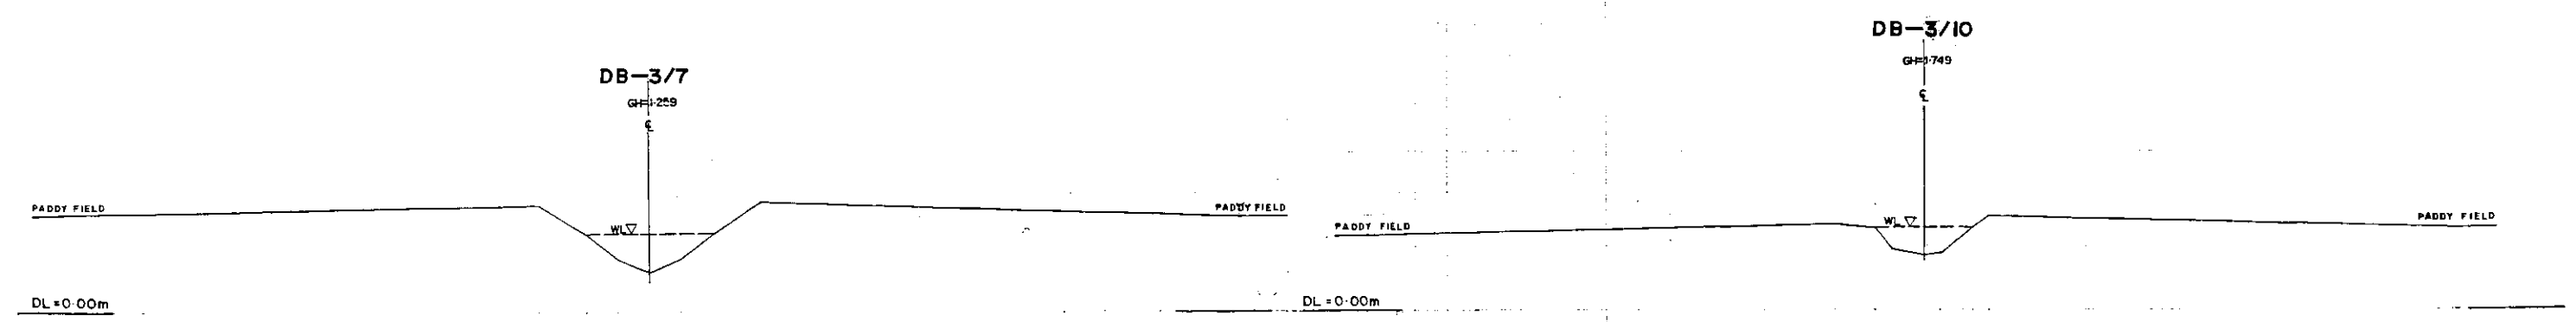 DB-3/7
GH=1·259
℄
PADDY FIELD
WL
PADDY FIELD
DL=0·00m
DB-3/10
GH=1·749
℄
PADDY FIELD
WL
PADDY FIELD
DL=0·00m